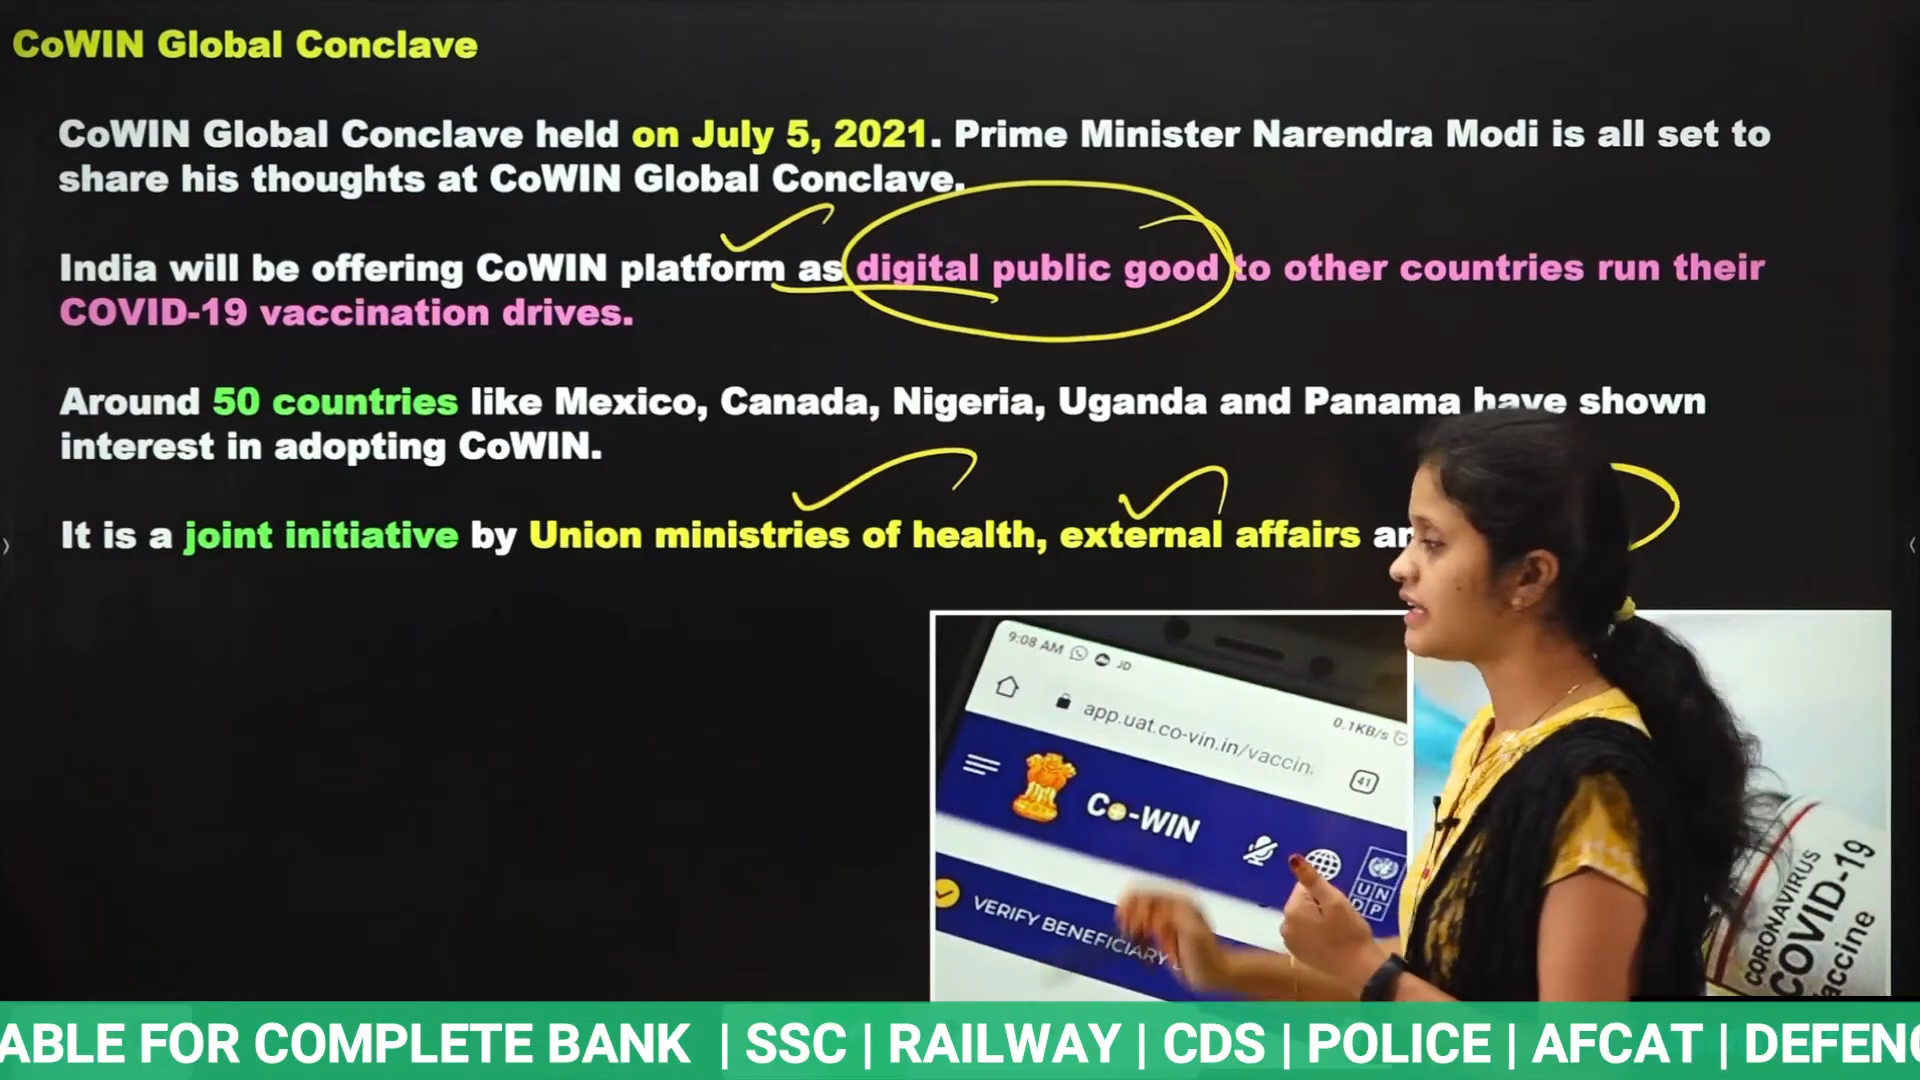 CoWIN Global Conclave
CoWIN Global Conclave held on July 5, 2021. Prime Minister Narendra Modi is all set to
share his thoughts at CoWIN Global Conclave.
India will be offering CoWIN platform as digital public good to other countries run their
COVID-19 vaccination drives.
Around 50 countries like Mexico, Canada, Nigeria, Uganda and Panama have shown
interest in adopting CoWIN.
It is a joint initiative by Union ministries of health, external affairs
9:08 AM JD
0.1KB/s
app.uat.co-vin.in/vaccin
41
Co-WIN
UN
DP
VERIFY BENEFICIARY
CORONAVIRUS
COVID-19
accine
ABLE FOR COMPLETE BANK | SSC | RAILWAY | CDS | POLICE | AFCAT | DEFENC